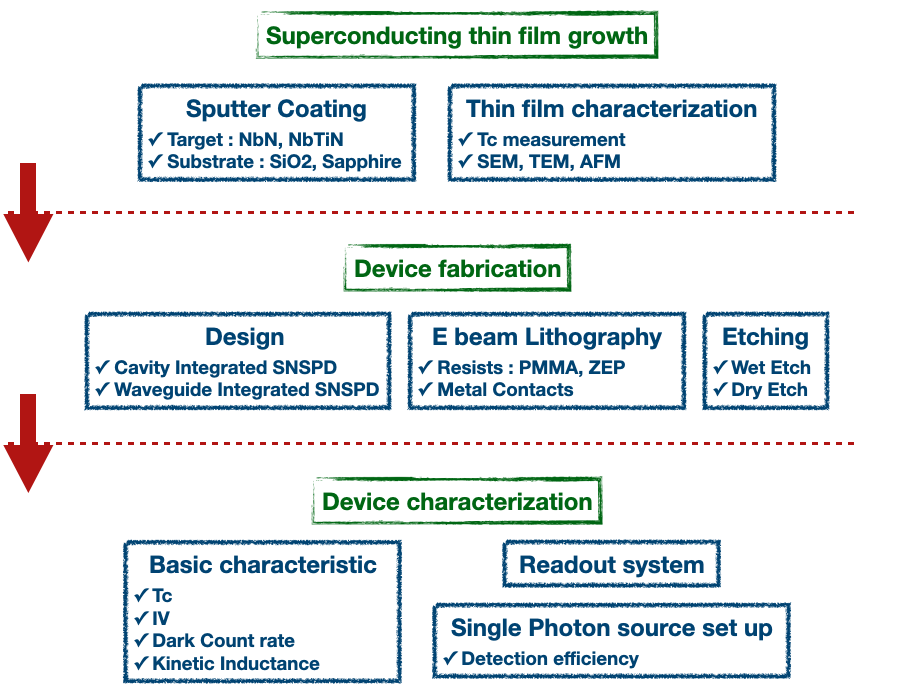 Superconducting thin film growth
Sputter Coating
✓ Target : NbN, NbTiN
✓ Substrate : SiO2, Sapphire
Thin film characterization
✓ Tc measurement
✓ SEM, TEM, AFM
Device fabrication
Design
✓ Cavity Integrated SNSPD
✓ Waveguide Integrated SNSPD
E beam Lithography
✓ Resists : PMMA, ZEP
✓ Metal Contacts
Etching
✓ Wet Etch
✓ Dry Etch
Device characterization
Basic characteristic
✓ Tc
✓ IV
✓ Dark Count rate
✓ Kinetic Inductance
Readout system
Single Photon source set up
✓ Detection efficiency